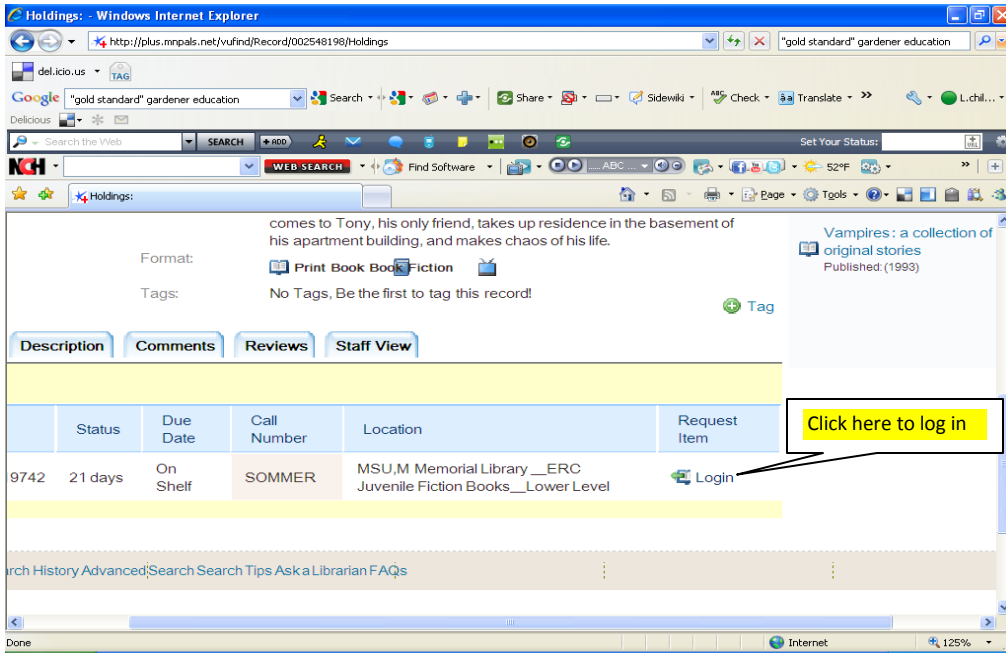 Holdings: - Windows Internet Explorer
http://plus.mnpals.net/vufind/Record/002548198/Holdings
"gold standard" gardener education
del.icio.us
TAG
Google "gold standard" gardener education Search Share Sidewiki Check Translate L.chil...
Delicious
Search the Web SEARCH + ADD Set Your Status:
NCH WEB SEARCH Find Software ABC 52°F
Holdings: Page Tools
comes to Tony, his only friend, takes up residence in the basement of
his apartment building, and makes chaos of his life.
Format:
Print Book Book Fiction
Tags:
No Tags, Be the first to tag this record!
Tag
Vampires : a collection of
original stories
Published: (1993)
Description Comments Reviews Staff View
Status
Due
Date
Call
Number
Location
Request
Item
Click here to log in
9742
21 days
On
Shelf
SOMMER
MSU,M Memorial Library __ERC
Juvenile Fiction Books__Lower Level
Login
rch History Advanced Search Search Tips Ask a Librarian FAQs
Done
Internet
125%